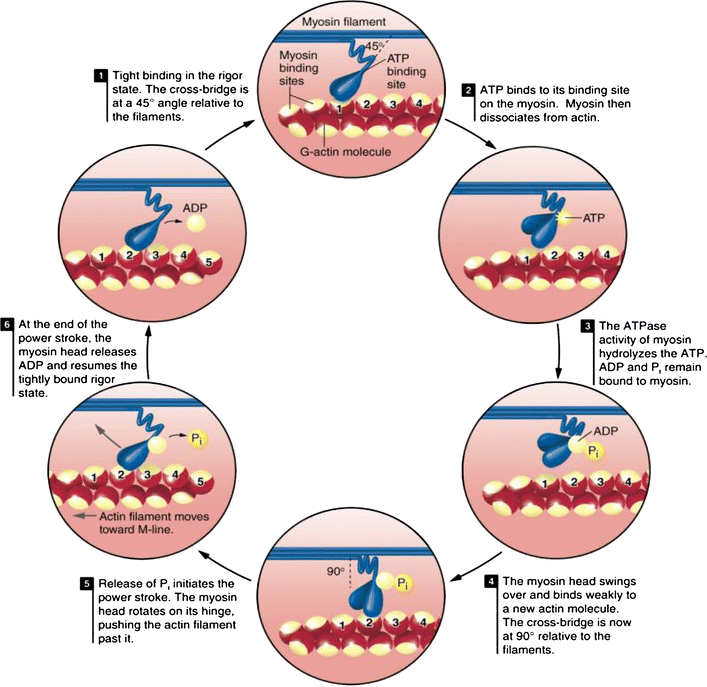 Myosin filament
45°
Myosin
binding
sites
ATP
binding
site
1 2 3 4
G-actin molecule
1 Tight binding in the rigor
state. The cross-bridge is
at a 45° angle relative to
the filaments.
2 ATP binds to its binding site
on the myosin. Myosin then
dissociates from actin.
ATP
1 2 3 4
3 The ATPase
activity of myosin
hydrolyzes the ATP.
ADP and Pi remain
bound to myosin.
ADP
Pi
1 2 3 4
4 The myosin head swings
over and binds weakly to
a new actin molecule.
The cross-bridge is now
at 90° relative to the
filaments.
90°
Pi
1 2 3 4
5 Release of Pi initiates the
power stroke. The myosin
head rotates on its hinge,
pushing the actin filament
past it.
Pi
1 2 3 4 5
Actin filament moves
toward M-line.
6 At the end of the
power stroke, the
myosin head releases
ADP and resumes the
tightly bound rigor
state.
ADP
1 2 3 4 5